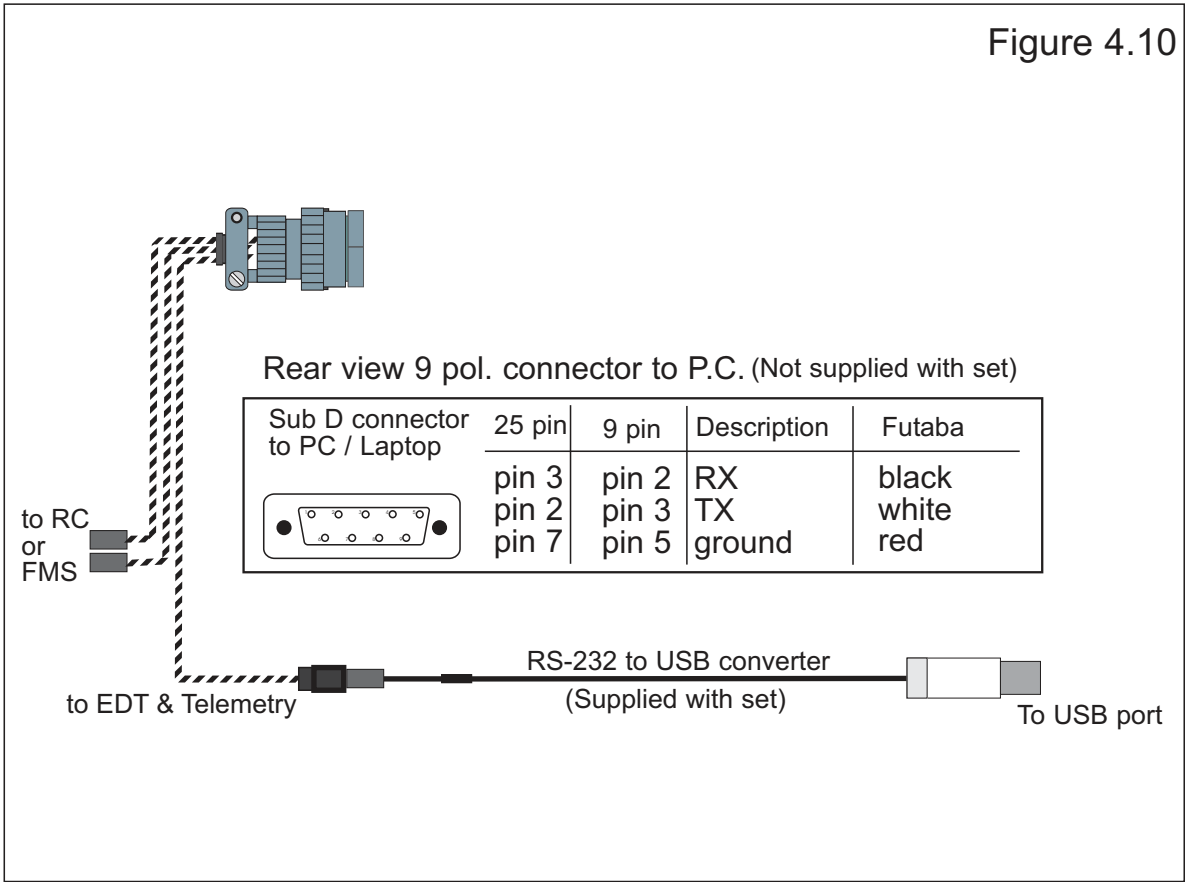 Figure 4.10
Rear view 9 pol. connector to P.C. (Not supplied with set)
Sub D connector to PC / Laptop
25 pin 9 pin Description Futaba
pin 3 pin 2 RX black
pin 2 pin 3 TX white
pin 7 pin 5 ground red
to RC
or
FMS
to EDT & Telemetry
RS-232 to USB converter
(Supplied with set)
To USB port